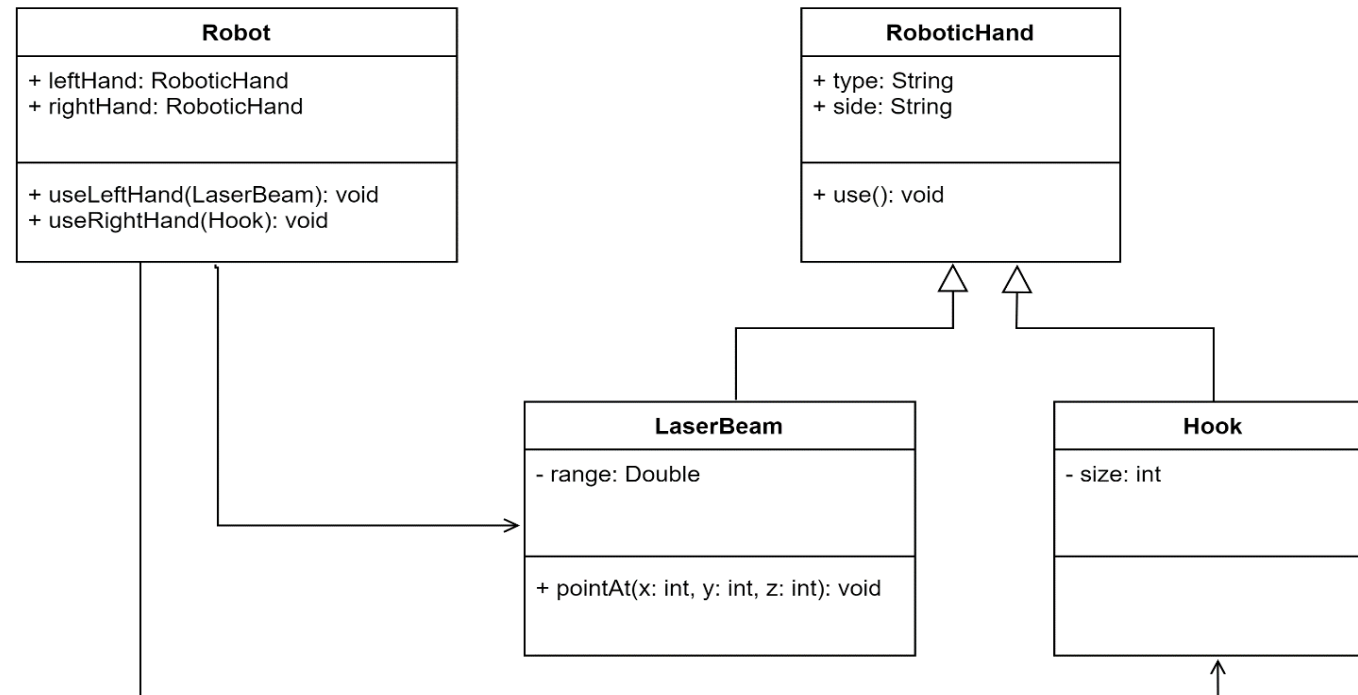 Robot
+ leftHand: RoboticHand
+ rightHand: RoboticHand
+ useLeftHand(LaserBeam): void
+ useRightHand(Hook): void
RoboticHand
+ type: String
+ side: String
+ use(): void
LaserBeam
- range: Double
+ pointAt(x: int, y: int, z: int): void
Hook
- size: int